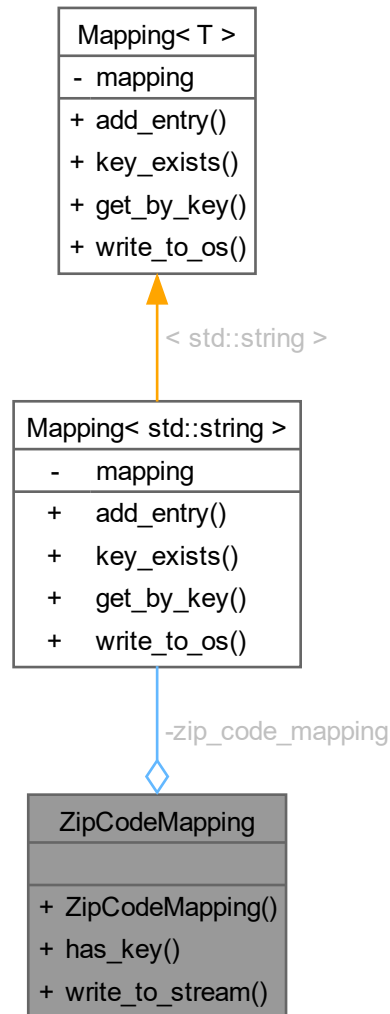 Mapping< T >
- mapping
+ add_entry()
+ key_exists()
+ get_by_key()
+ write_to_os()
< std::string >
Mapping< std::string >
- mapping
+ add_entry()
+ key_exists()
+ get_by_key()
+ write_to_os()
-zip_code_mapping
ZipCodeMapping
+ ZipCodeMapping()
+ has_key()
+ write_to_stream()